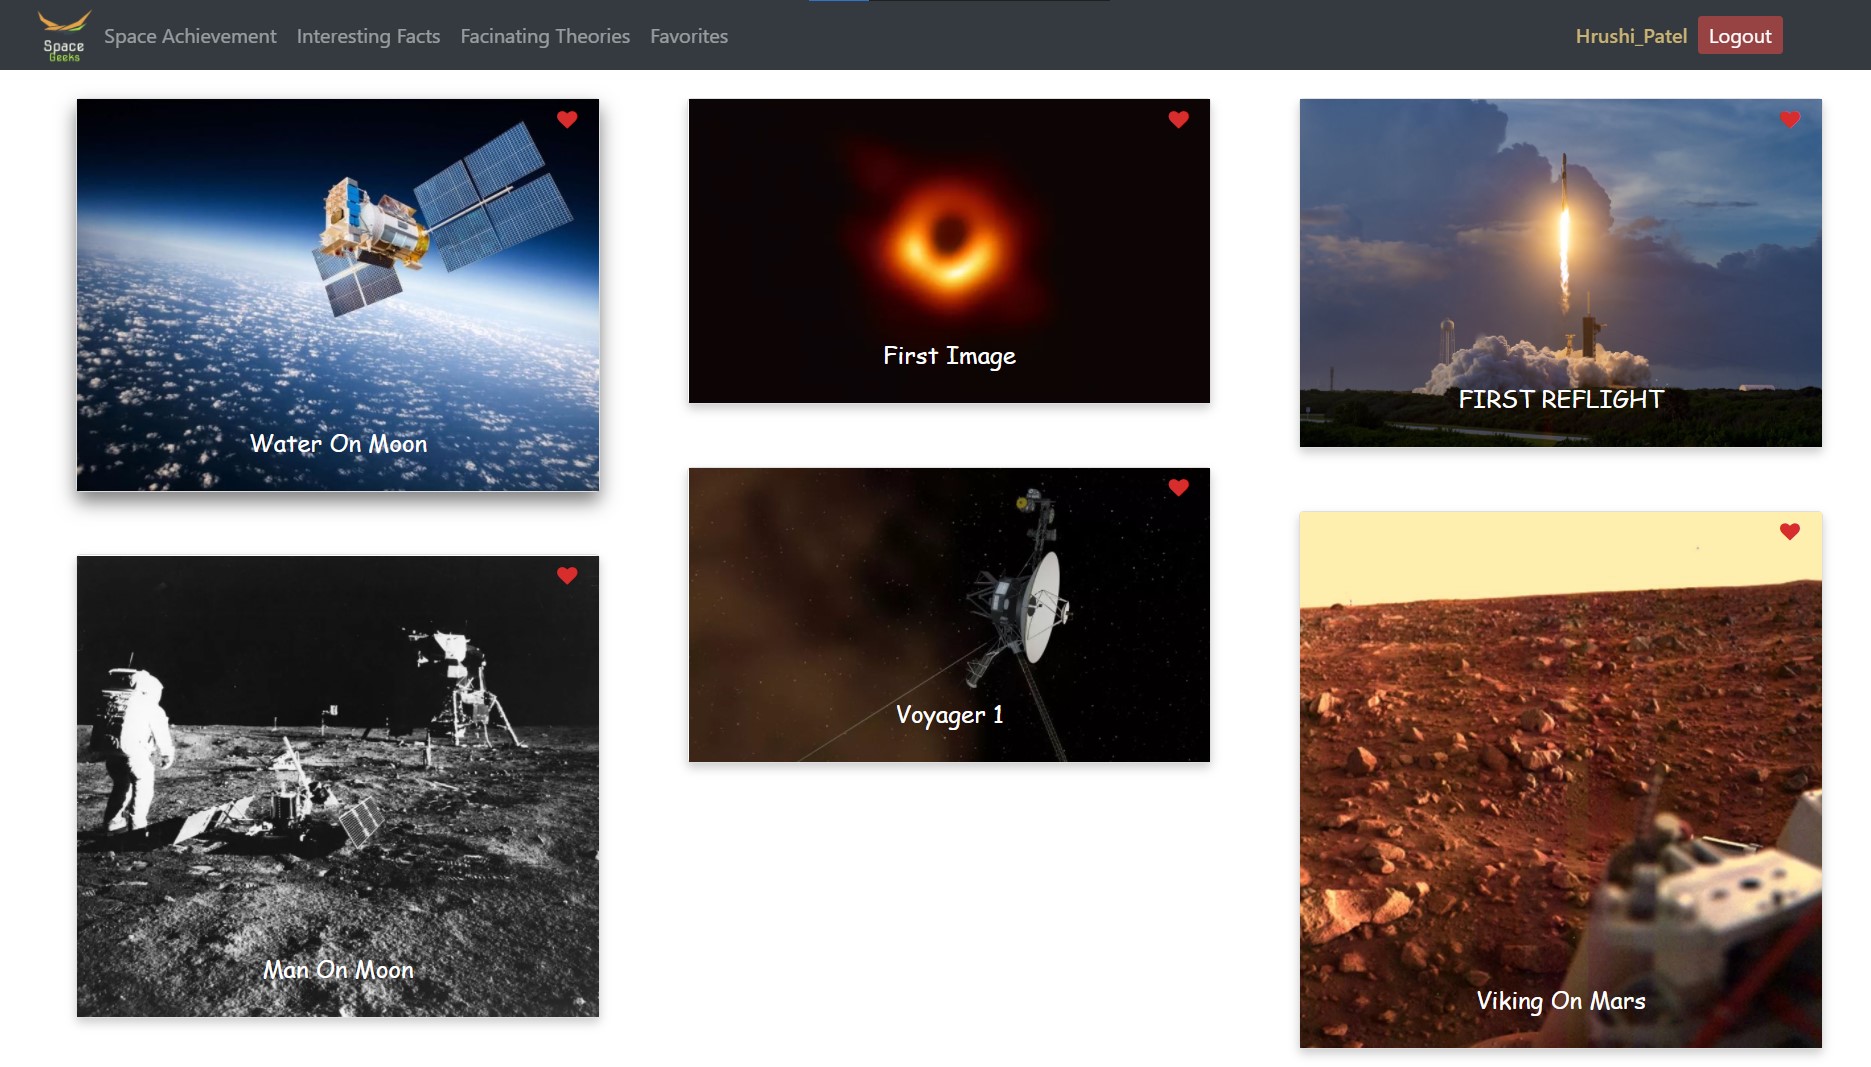 Space
Geeks
Space Achievement
Interesting Facts
Facinating Theories
Favorites
Hrushi_Patel
Logout
Water On Moon
First Image
FIRST REFLIGHT
Man On Moon
Voyager 1
Viking On Mars